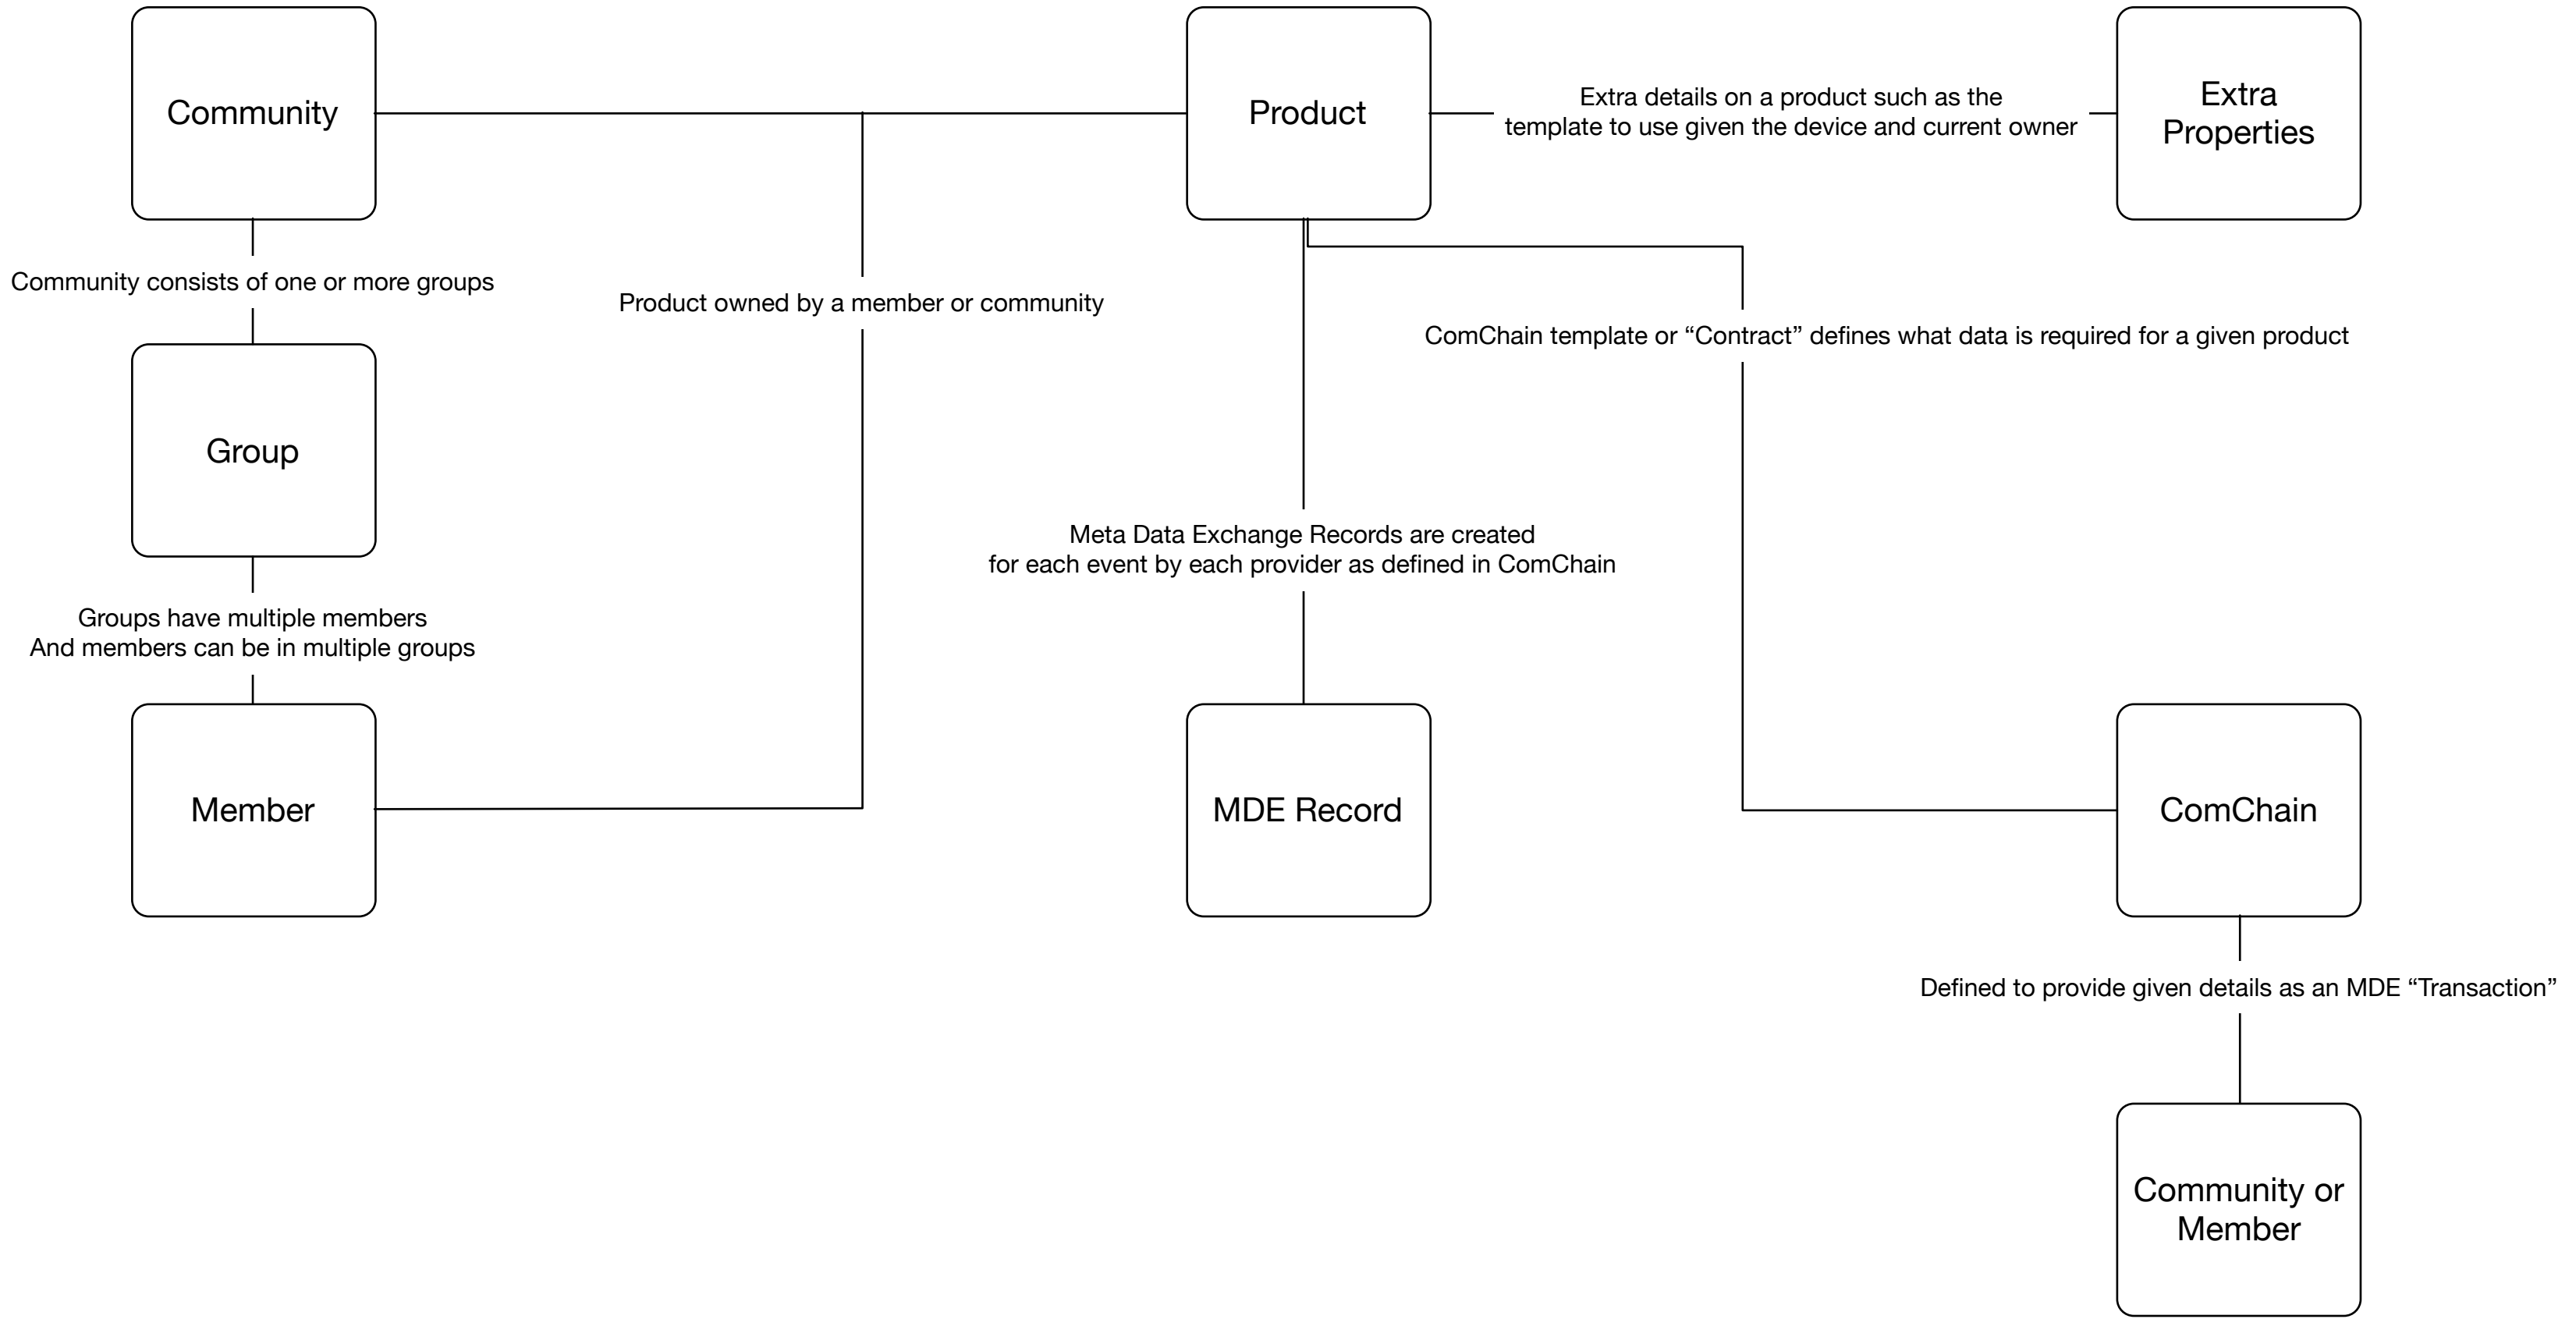 Community
Product
Extra details on a product such as the
template to use given the device and current owner
Extra
Properties
Community consists of one or more groups
Product owned by a member or community
ComChain template or “Contract” defines what data is required for a given product
Group
Meta Data Exchange Records are created
for each event by each provider as defined in ComChain
Groups have multiple members
And members can be in multiple groups
Member
MDE Record
ComChain
Defined to provide given details as an MDE “Transaction”
Community or
Member